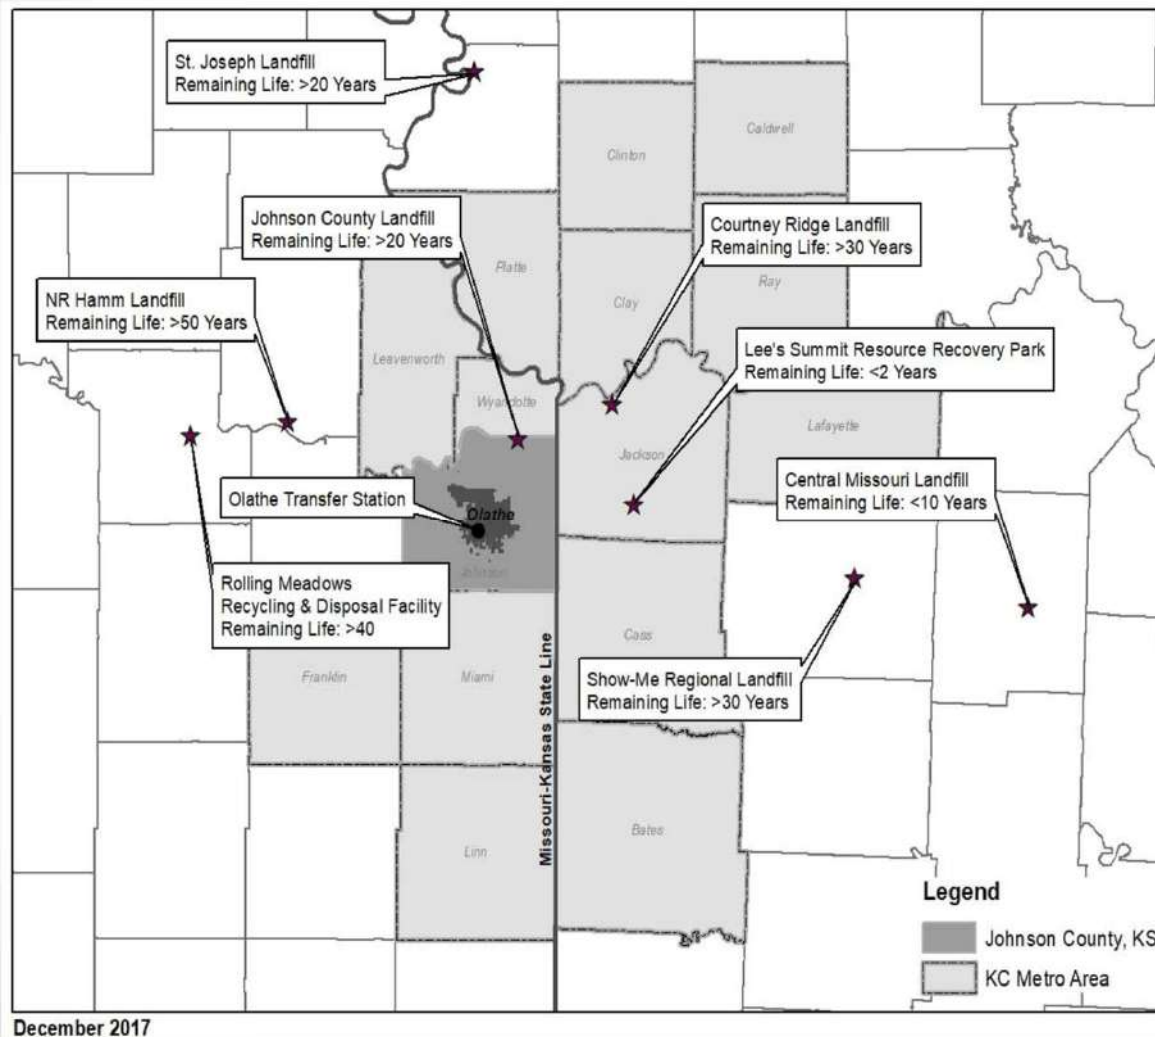 St. Joseph Landfill
Remaining Life: >20 Years
Caldwell
Clinton
Johnson County Landfill
Remaining Life: >20 Years
Courtney Ridge Landfill
Remaining Life: >30 Years
Platte
Ray
NR Hamm Landfill
Remaining Life: >50 Years
Clay
Leavenworth
Lee's Summit Resource Recovery Park
Remaining Life: <2 Years
Wyandotte
Lafayette
Jackson
Central Missouri Landfill
Remaining Life: <10 Years
Olathe Transfer Station
Olathe
Johnson
Rolling Meadows
Recycling & Disposal Facility
Remaining Life: >40
Cass
Franklin
Miami
Show-Me Regional Landfill
Remaining Life: >30 Years
Missouri-Kansas State Line
Bates
Linn
Legend
Johnson County, KS
KC Metro Area
December 2017